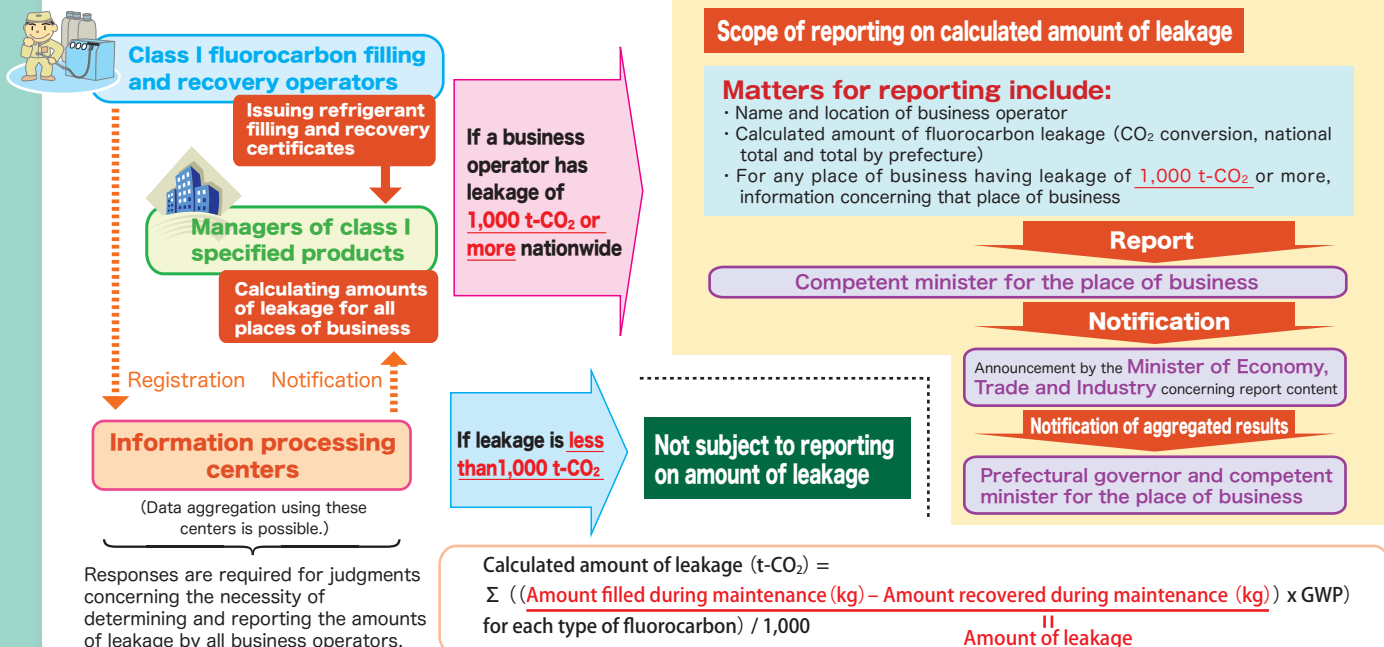 Class I fluorocarbon filling
and recovery operators
Issuing refrigerant
filling and recovery
certificates
Managers of class I
specified products
Calculating amounts
of leakage for all
places of business
Registration
Notification
Information processing
centers
(Data aggregation using these
centers is possible.)
Responses are required for judgments
concerning the necessity of
determining and reporting the amounts
of leakage by all business operators.
If a business
operator has
leakage of
1,000 t-CO₂ or
more nationwide
If leakage is less
than1,000 t-CO₂
Not subject to reporting
on amount of leakage
Scope of reporting on calculated amount of leakage
Matters for reporting include:
・Name and location of business operator
・Calculated amount of fluorocarbon leakage (CO₂ conversion, national
total and total by prefecture)
・For any place of business having leakage of 1,000 t-CO₂ or more,
information concerning that place of business
Report
Competent minister for the place of business
Notification
Announcement by the Minister of Economy,
Trade and Industry concerning report content
Notification of aggregated results
Prefectural governor and competent
minister for the place of business
Calculated amount of leakage (t-CO₂) =
Σ ((Amount filled during maintenance (kg) – Amount recovered during maintenance (kg)) x GWP)
for each type of fluorocarbon) / 1,000
=
Amount of leakage